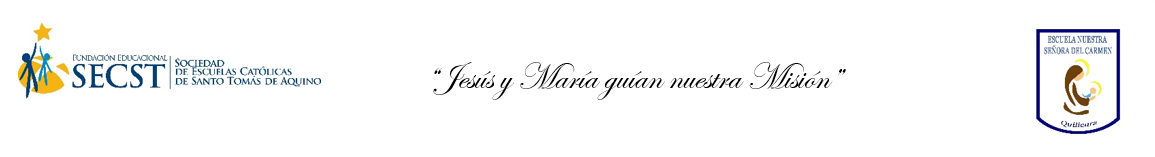 FUNDACIÓN EDUCACIONAL
SECST
SOCIEDAD
DE ESCUELAS CATÓLICAS
DE SANTO TOMÁS DE AQUINO
“Jesús y María guían nuestra Misión”
ESCUELA NUESTRA
SEÑORA DEL CARMEN
Quilicura